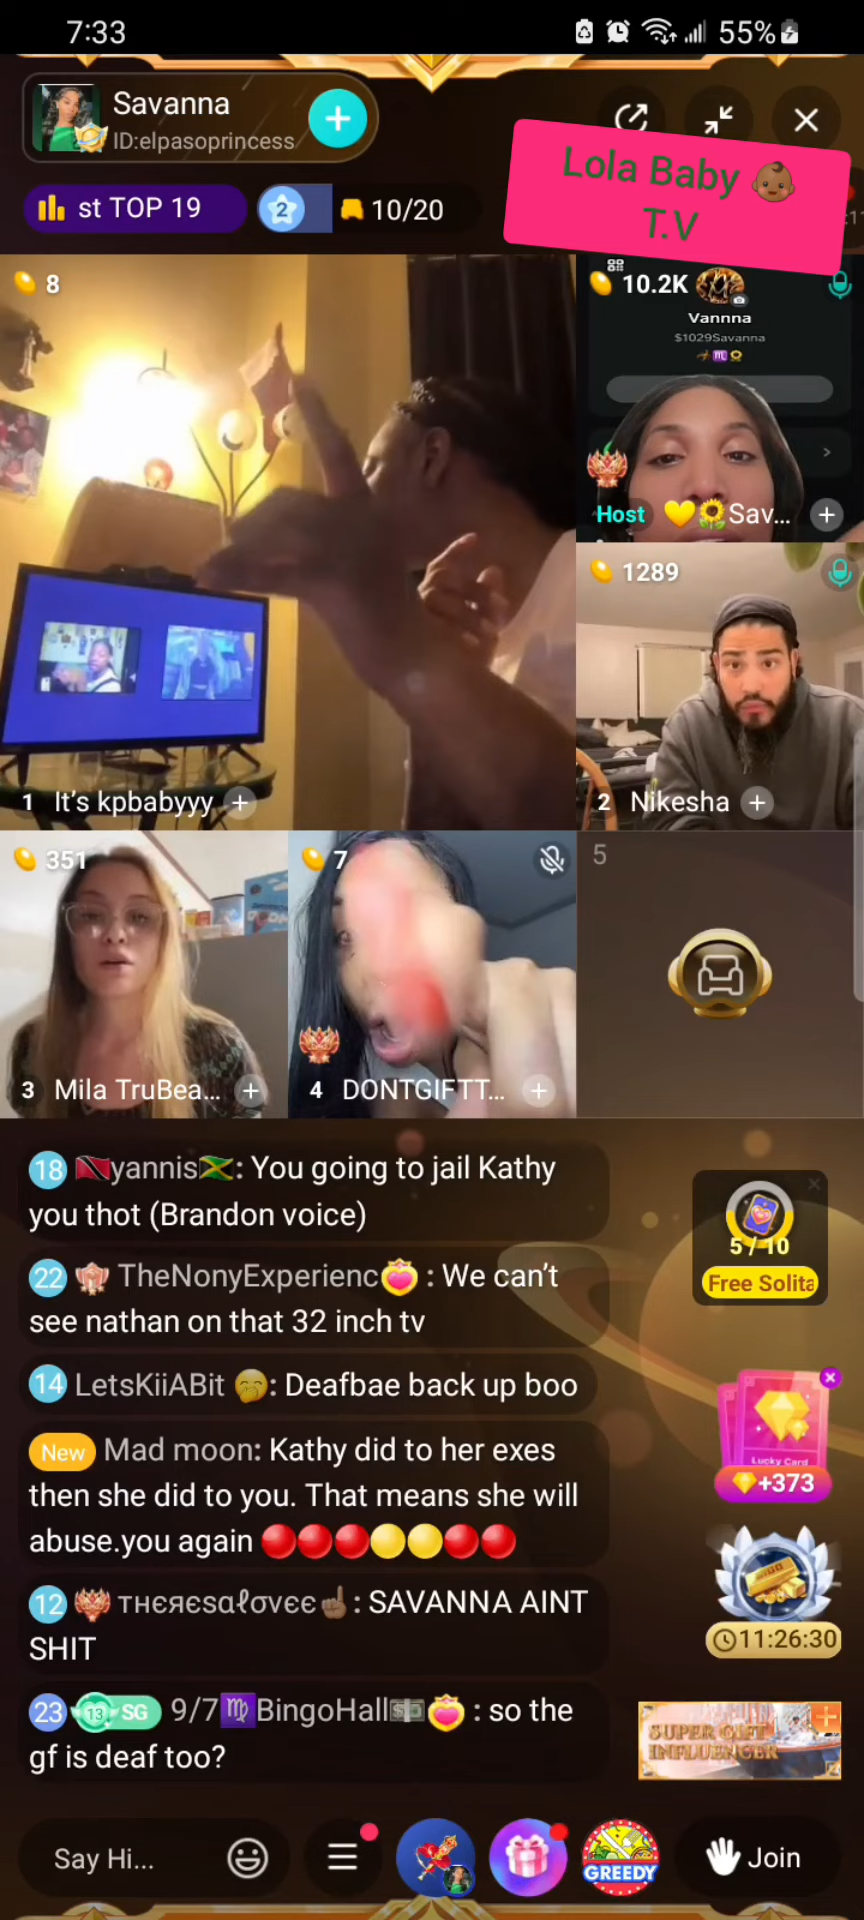 7:33
55%
Savanna
ID:elpasoprincess
Lola Baby 👶🏾
T.V
st TOP 19
2
10/20
8
10.2K
Vannna
$1029Savanna
Host 💛🌻Sav...
1289
1 It's kpbabyyy
2 Nikesha
351
7
5
3 Mila TruBea...
4 DONTGIFTT...
18 🇹🇹yannis🇯🇲: You going to jail Kathy
you thot (Brandon voice)
5/10
Free Solita
22 TheNonyExperienc : We can't
see nathan on that 32 inch tv
14 LetsKiiABit 🤭: Deafbae back up boo
New Mad moon: Kathy did to her exes
then she did to you. That means she will
abuse.you again 🔴🔴🔴🟡🟡🔴🔴
Lucky Card
+373
12 тнєяєsαℓσvєє☝🏾: SAVANNA AINT
SHIT
11:26:30
23 13 SG 9/7♍BingoHall💵 : so the
gf is deaf too?
SUPER GIFT
INFLUENCER
Say Hi...
GREEDY
Join